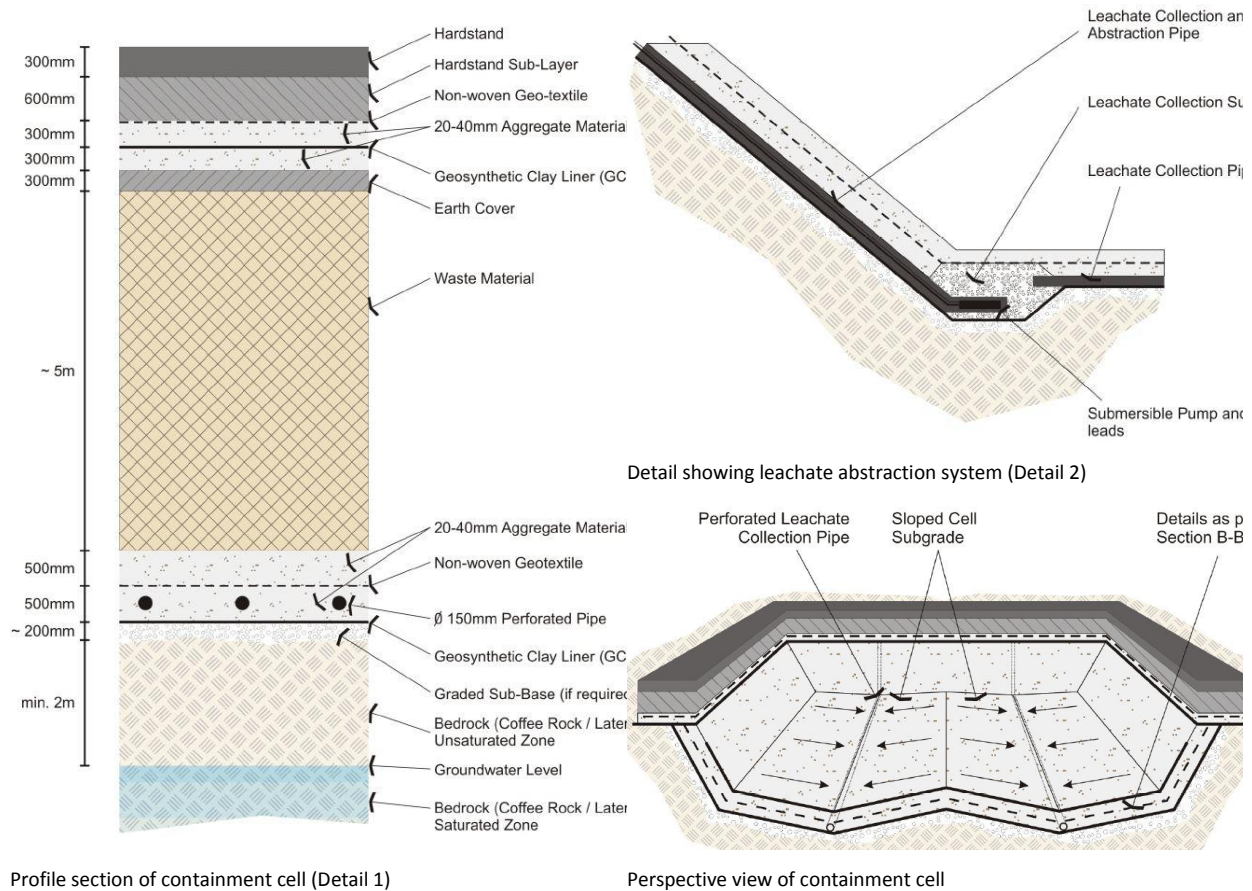 300mm
600mm
300mm
300mm
300mm
~ 5m
500mm
500mm
~ 200mm
min. 2m
Hardstand
Hardstand Sub-Layer
Non-woven Geo-textile
20-40mm Aggregate Material
Geosynthetic Clay Liner (GC
Earth Cover
Waste Material
20-40mm Aggregate Material
Non-woven Geotextile
Ø 150mm Perforated Pipe
Geosynthetic Clay Liner (GC
Graded Sub-Base (if required
Bedrock (Coffee Rock / Later
Unsaturated Zone
Groundwater Level
Bedrock (Coffee Rock / Later
Saturated Zone
Profile section of containment cell (Detail 1)
Leachate Collection an
Abstraction Pipe
Leachate Collection Su
Leachate Collection Pip
Submersible Pump and
leads
Detail showing leachate abstraction system (Detail 2)
Perforated Leachate
Collection Pipe
Sloped Cell
Subgrade
Details as p
Section B-B
Perspective view of containment cell